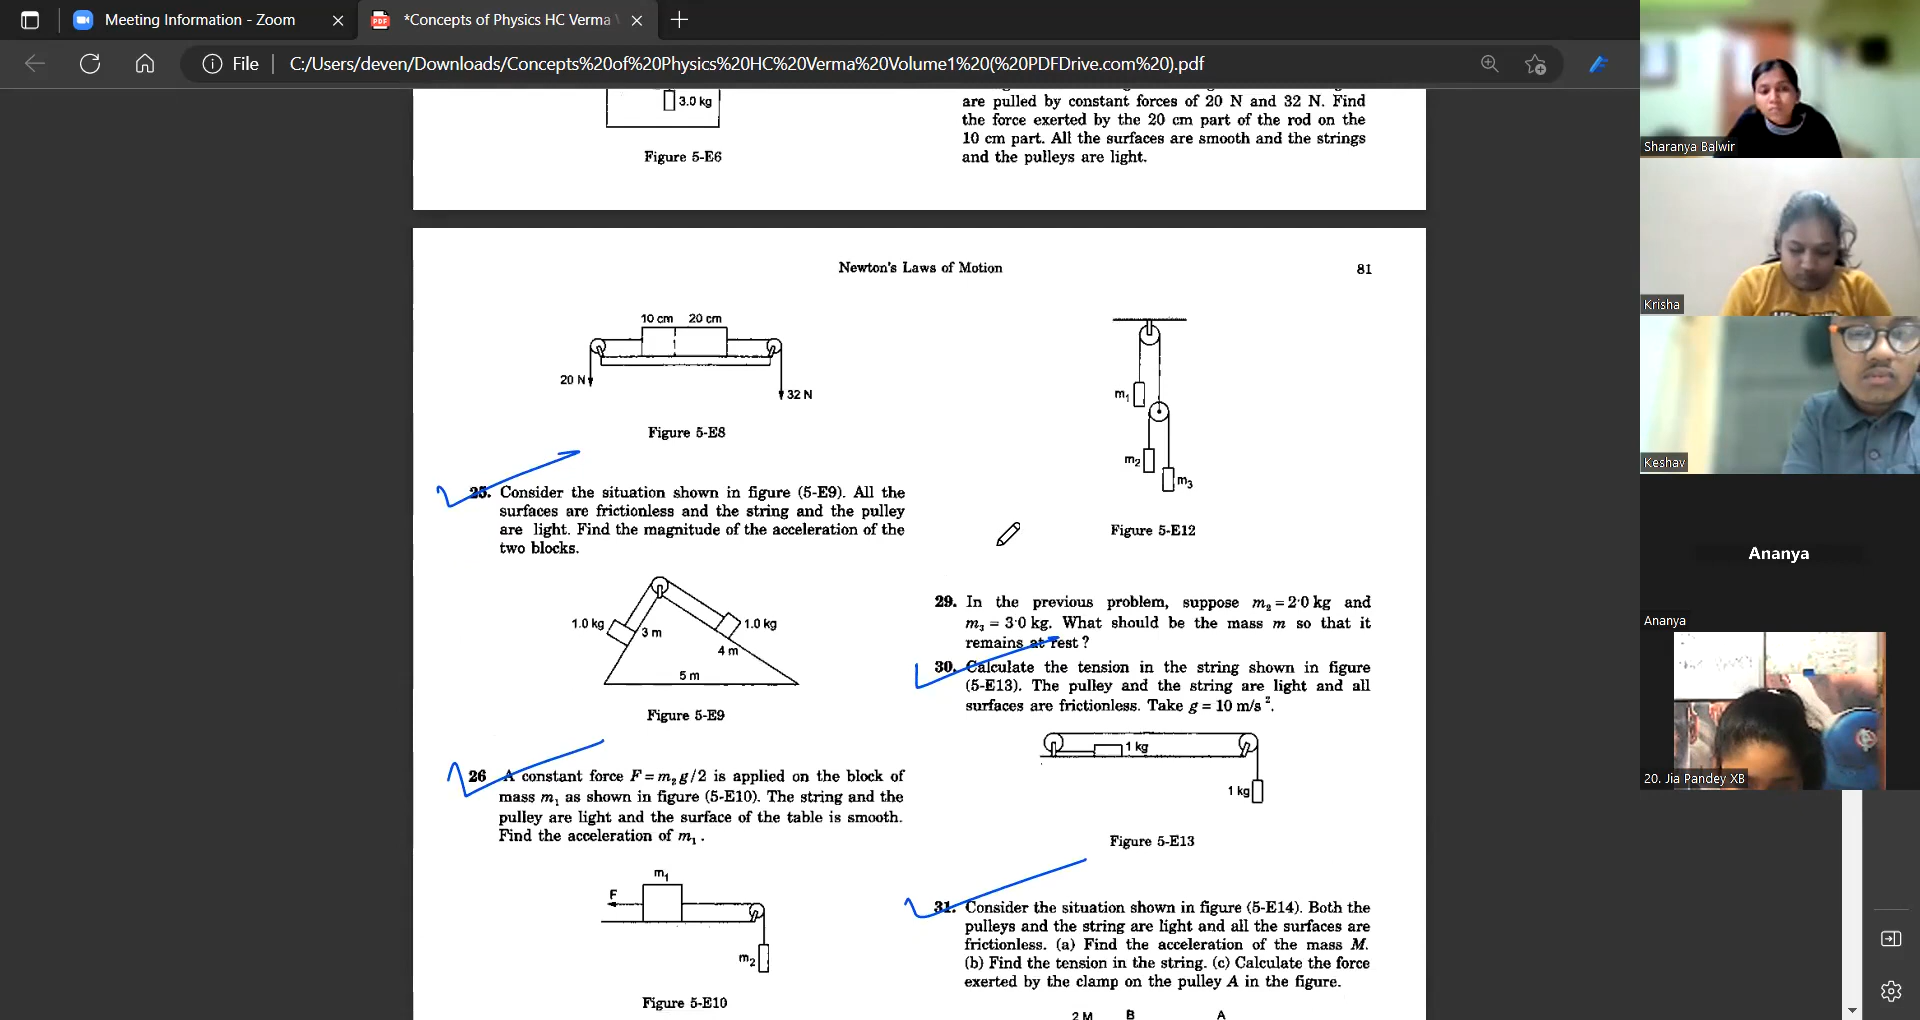 Meeting Information - Zoom
*Concepts of Physics HC Verma
File
C:/Users/deven/Downloads/Concepts%20of%20Physics%20HC%20Verma%20Volume1%20(%20PDFDrive.com%20).pdf
3.0 kg
Figure 5-E6
are pulled by constant forces of 20 N and 32 N. Find
the force exerted by the 20 cm part of the rod on the
10 cm part. All the surfaces are smooth and the strings
and the pulleys are light.
Newton's Laws of Motion
81
10 cm 20 cm
20 N
32 N
Figure 5-E8
25. Consider the situation shown in figure (5-E9). All the
surfaces are frictionless and the string and the pulley
are light. Find the magnitude of the acceleration of the
two blocks.
1.0 kg
3 m
1.0 kg
4 m
5 m
Figure 5-E9
26 A constant force F = m₂ g/2 is applied on the block of
mass m₁ as shown in figure (5-E10). The string and the
pulley are light and the surface of the table is smooth.
Find the acceleration of m₁ .
m₁
F
m₂
Figure 5-E10
m₁
m₂
m₃
Figure 5-E12
29. In the previous problem, suppose m₂ = 2·0 kg and
m₃ = 3·0 kg. What should be the mass m so that it
remains at rest ?
30. Calculate the tension in the string shown in figure
(5-E13). The pulley and the string are light and all
surfaces are frictionless. Take g = 10 m/s ².
1 kg
1 kg
Figure 5-E13
31. Consider the situation shown in figure (5-E14). Both the
pulleys and the string are light and all the surfaces are
frictionless. (a) Find the acceleration of the mass M.
(b) Find the tension in the string. (c) Calculate the force
exerted by the clamp on the pulley A in the figure.
2 M B A
Sharanya Balwir
Krisha
Keshav
Ananya
Ananya
20. Jia Pandey XB